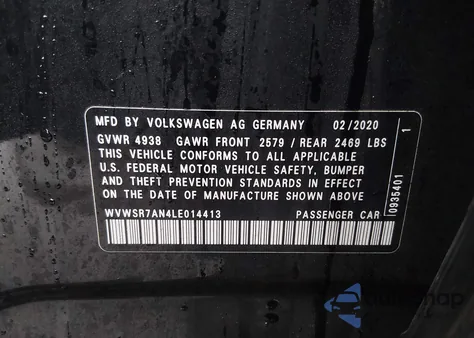 MFD BY VOLKSWAGEN AG GERMANY 02/2020
GVWR 4938 GAWR FRONT 2579 / REAR 2469 LBS
THIS VEHICLE CONFORMS TO ALL APPLICABLE
U.S. FEDERAL MOTOR VEHICLE SAFETY, BUMPER
AND THEFT PREVENTION STANDARDS IN EFFECT
ON THE DATE OF MANUFACTURE SHOWN ABOVE
WVWSR7AN4LE014413 PASSENGER CAR
0935401 1